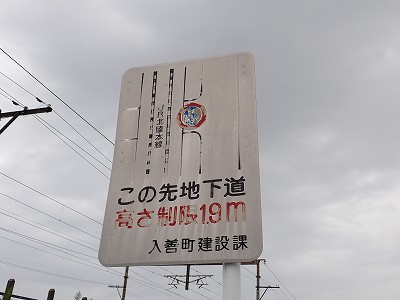 JR北陸本線
この先地下道
高さ制限1.9m
入善町建設課